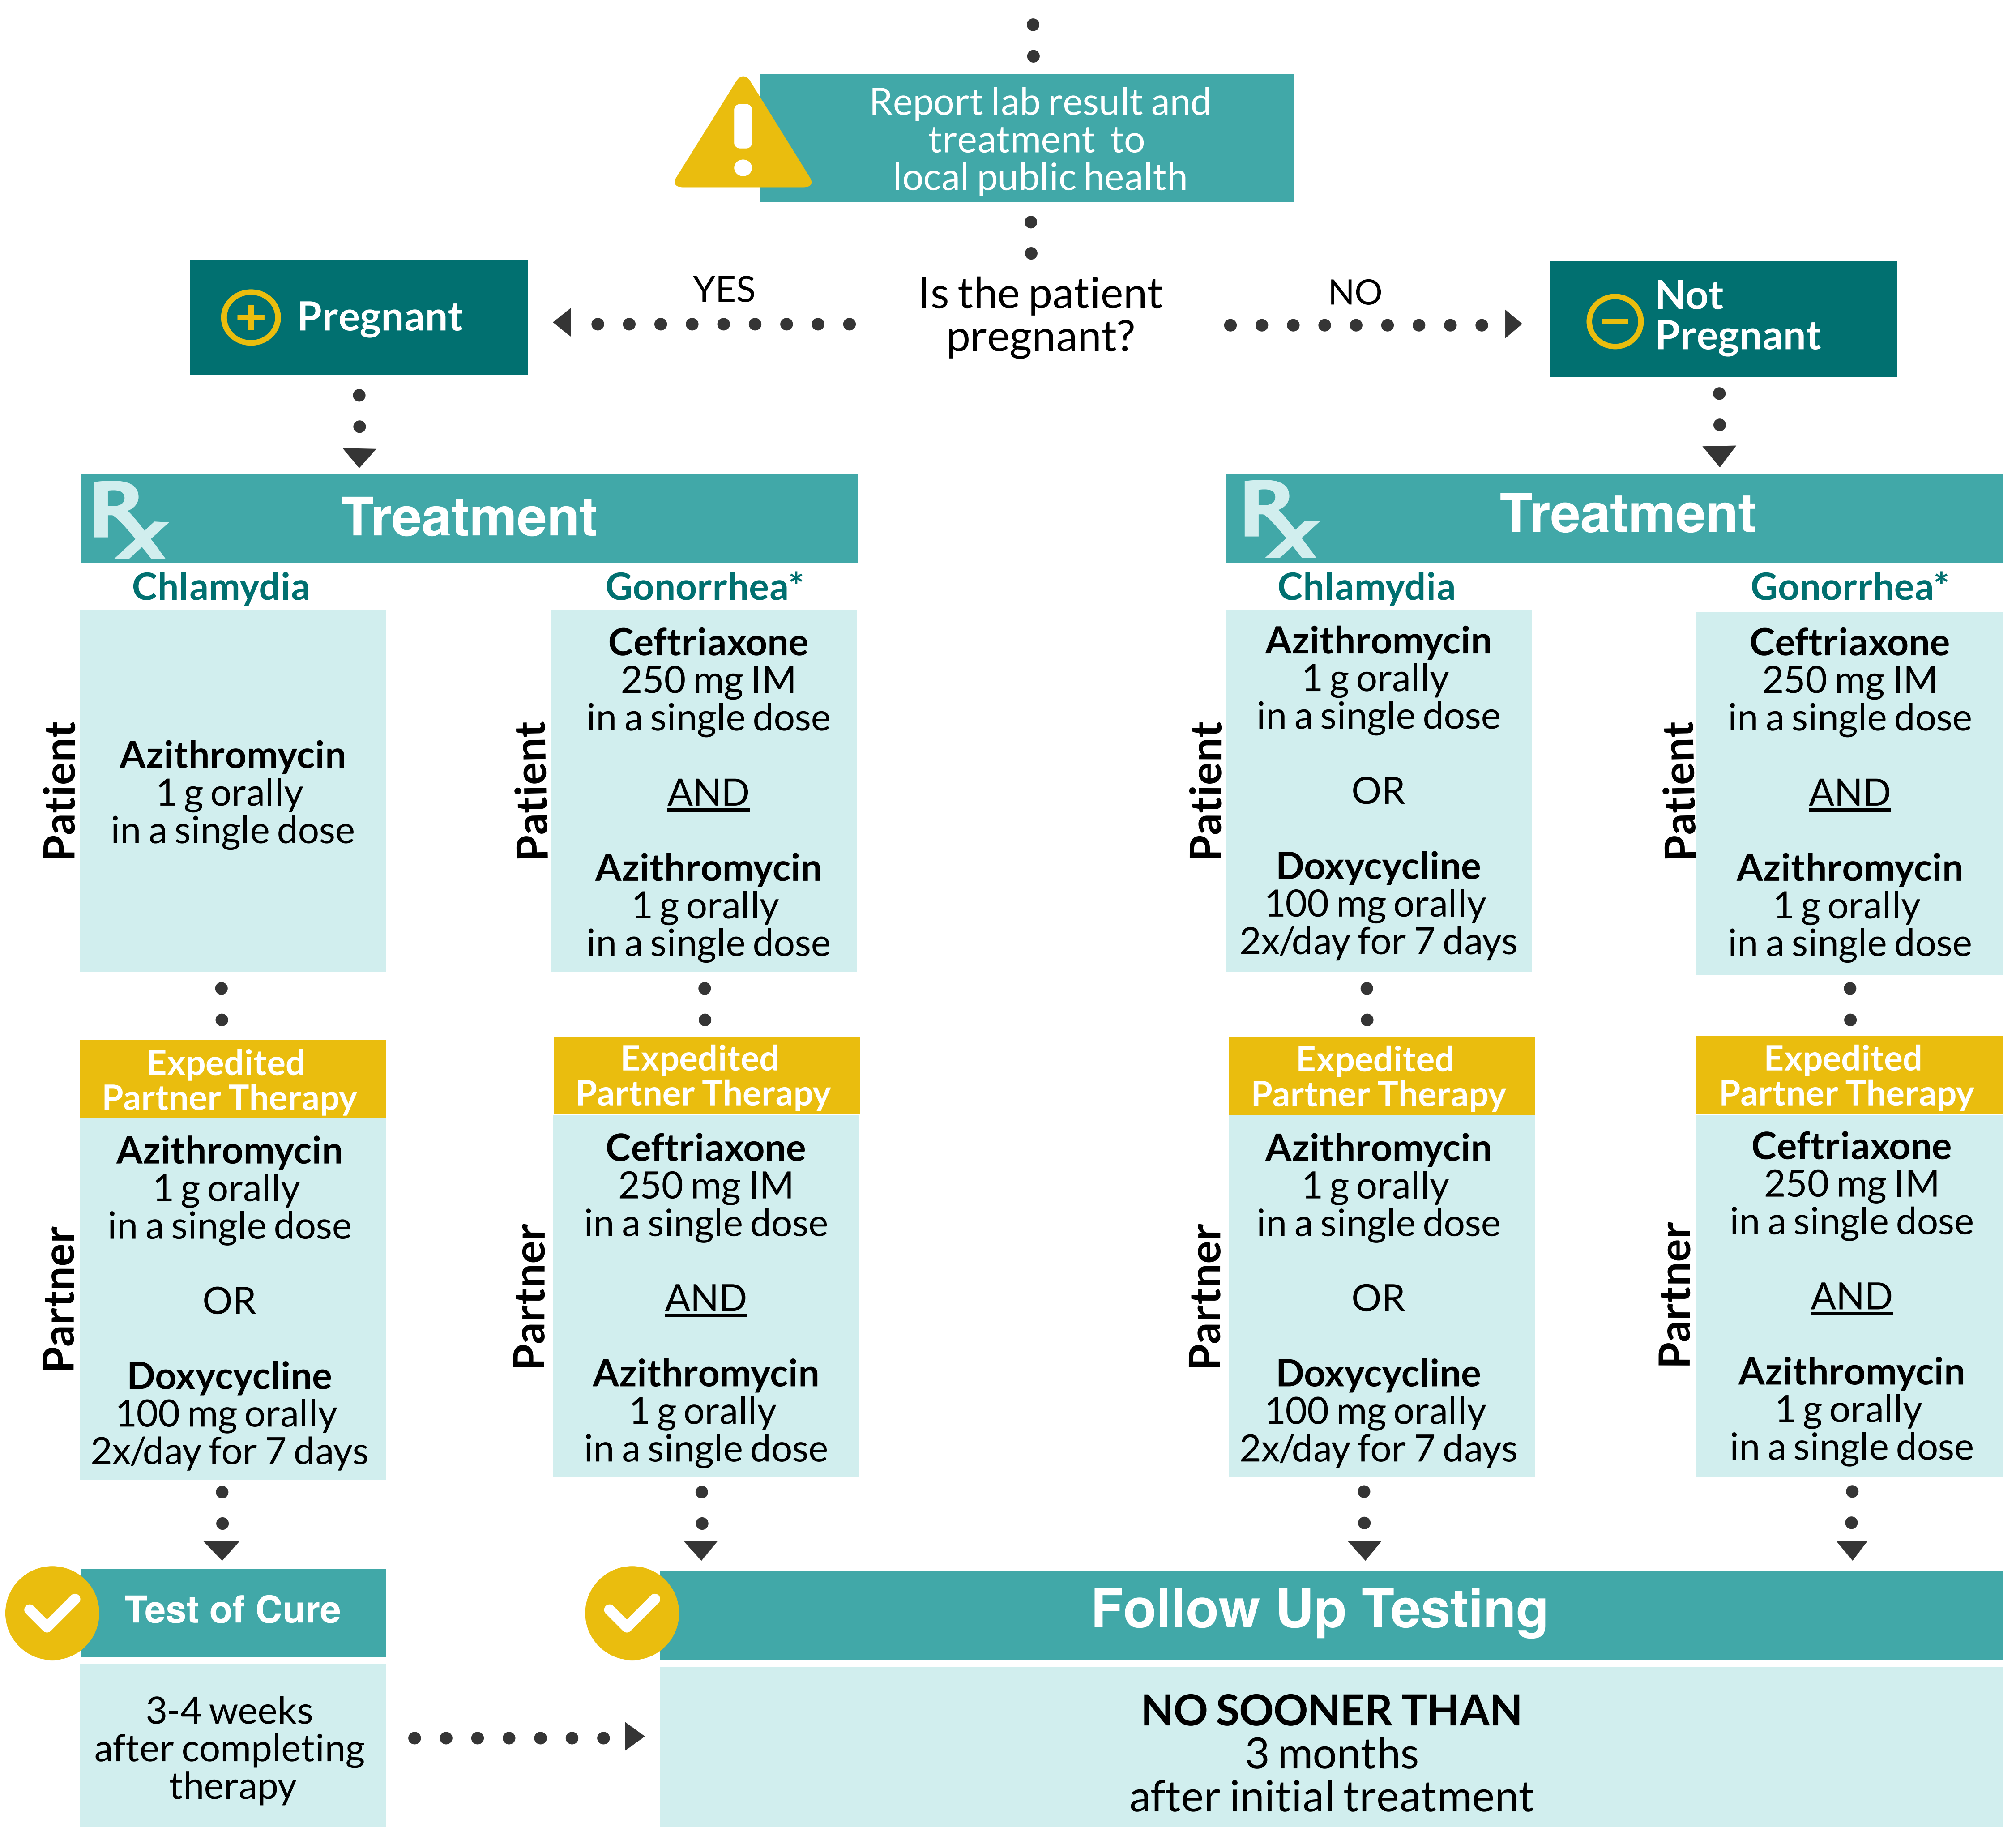 Report lab result and
treatment to
local public health
Is the patient
pregnant?
YES
NO
Pregnant
Not
Pregnant
Rx
Treatment
Chlamydia
Gonorrhea*
Patient
Azithromycin
1 g orally
in a single dose
Patient
Ceftriaxone
250 mg IM
in a single dose
AND
Azithromycin
1 g orally
in a single dose
Expedited
Partner Therapy
Partner
Azithromycin
1 g orally
in a single dose
OR
Doxycycline
100 mg orally
2x/day for 7 days
Expedited
Partner Therapy
Partner
Ceftriaxone
250 mg IM
in a single dose
AND
Azithromycin
1 g orally
in a single dose
Rx
Treatment
Chlamydia
Gonorrhea*
Patient
Azithromycin
1 g orally
in a single dose
OR
Doxycycline
100 mg orally
2x/day for 7 days
Patient
Ceftriaxone
250 mg IM
in a single dose
AND
Azithromycin
1 g orally
in a single dose
Expedited
Partner Therapy
Partner
Azithromycin
1 g orally
in a single dose
OR
Doxycycline
100 mg orally
2x/day for 7 days
Expedited
Partner Therapy
Partner
Ceftriaxone
250 mg IM
in a single dose
AND
Azithromycin
1 g orally
in a single dose
Test of Cure
3-4 weeks
after completing
therapy
Follow Up Testing
NO SOONER THAN
3 months
after initial treatment